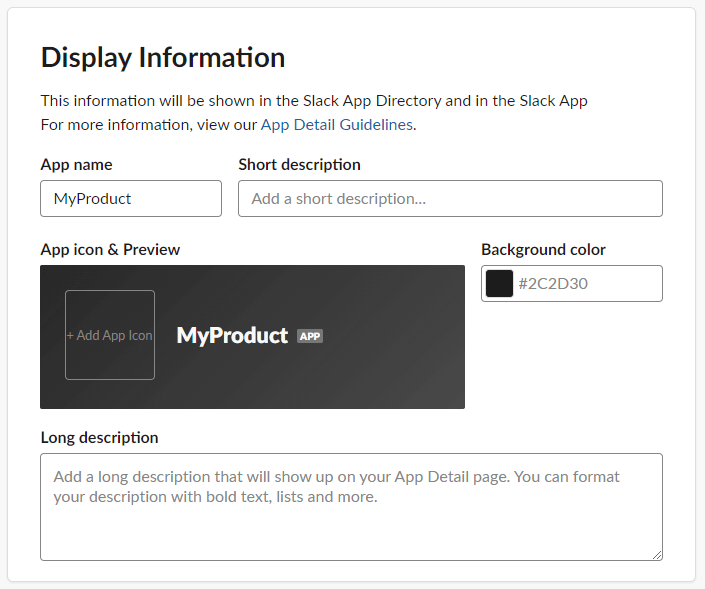 Display Information
This information will be shown in the Slack App Directory and in the Slack App
For more information, view our App Detail Guidelines.
App name
Short description
MyProduct
Add a short description...
App icon & Preview
Background color
+ Add App Icon
MyProduct APP
#2C2D30
Long description
Add a long description that will show up on your App Detail page. You can format
your description with bold text, lists and more.